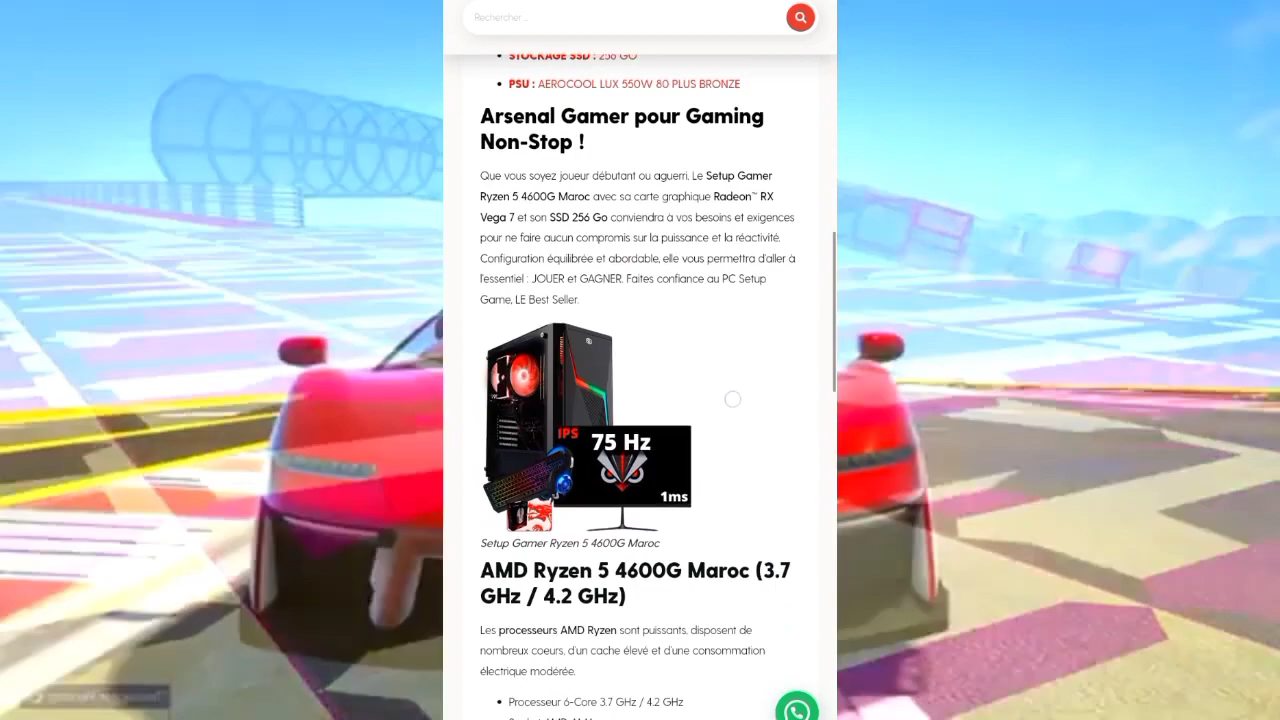 Rechercher ...
STOCKAGE SSD : 256 GO
PSU : AEROCOOL LUX 550W 80 PLUS BRONZE
Arsenal Gamer pour Gaming
Non-Stop !
Que vous soyez joueur débutant ou aguerri, Le Setup Gamer
Ryzen 5 4600G Maroc avec sa carte graphique Radeon™ RX
Vega 7 et son SSD 256 Go conviendra à vos besoins et exigences
pour ne faire aucun compromis sur la puissance et la réactivité.
Configuration équilibrée et abordable, elle vous permettra d'aller à
l'essentiel : JOUER et GAGNER. Faites confiance au PC Setup
Game, LE Best Seller.
IPS
75 Hz
1ms
Setup Gamer Ryzen 5 4600G Maroc
AMD Ryzen 5 4600G Maroc (3.7
GHz / 4.2 GHz)
Les processeurs AMD Ryzen sont puissants, disposent de
nombreux coeurs, d'un cache élevé et d'une consommation
électrique modérée.
Processeur 6-Core 3.7 GHz / 4.2 GHz